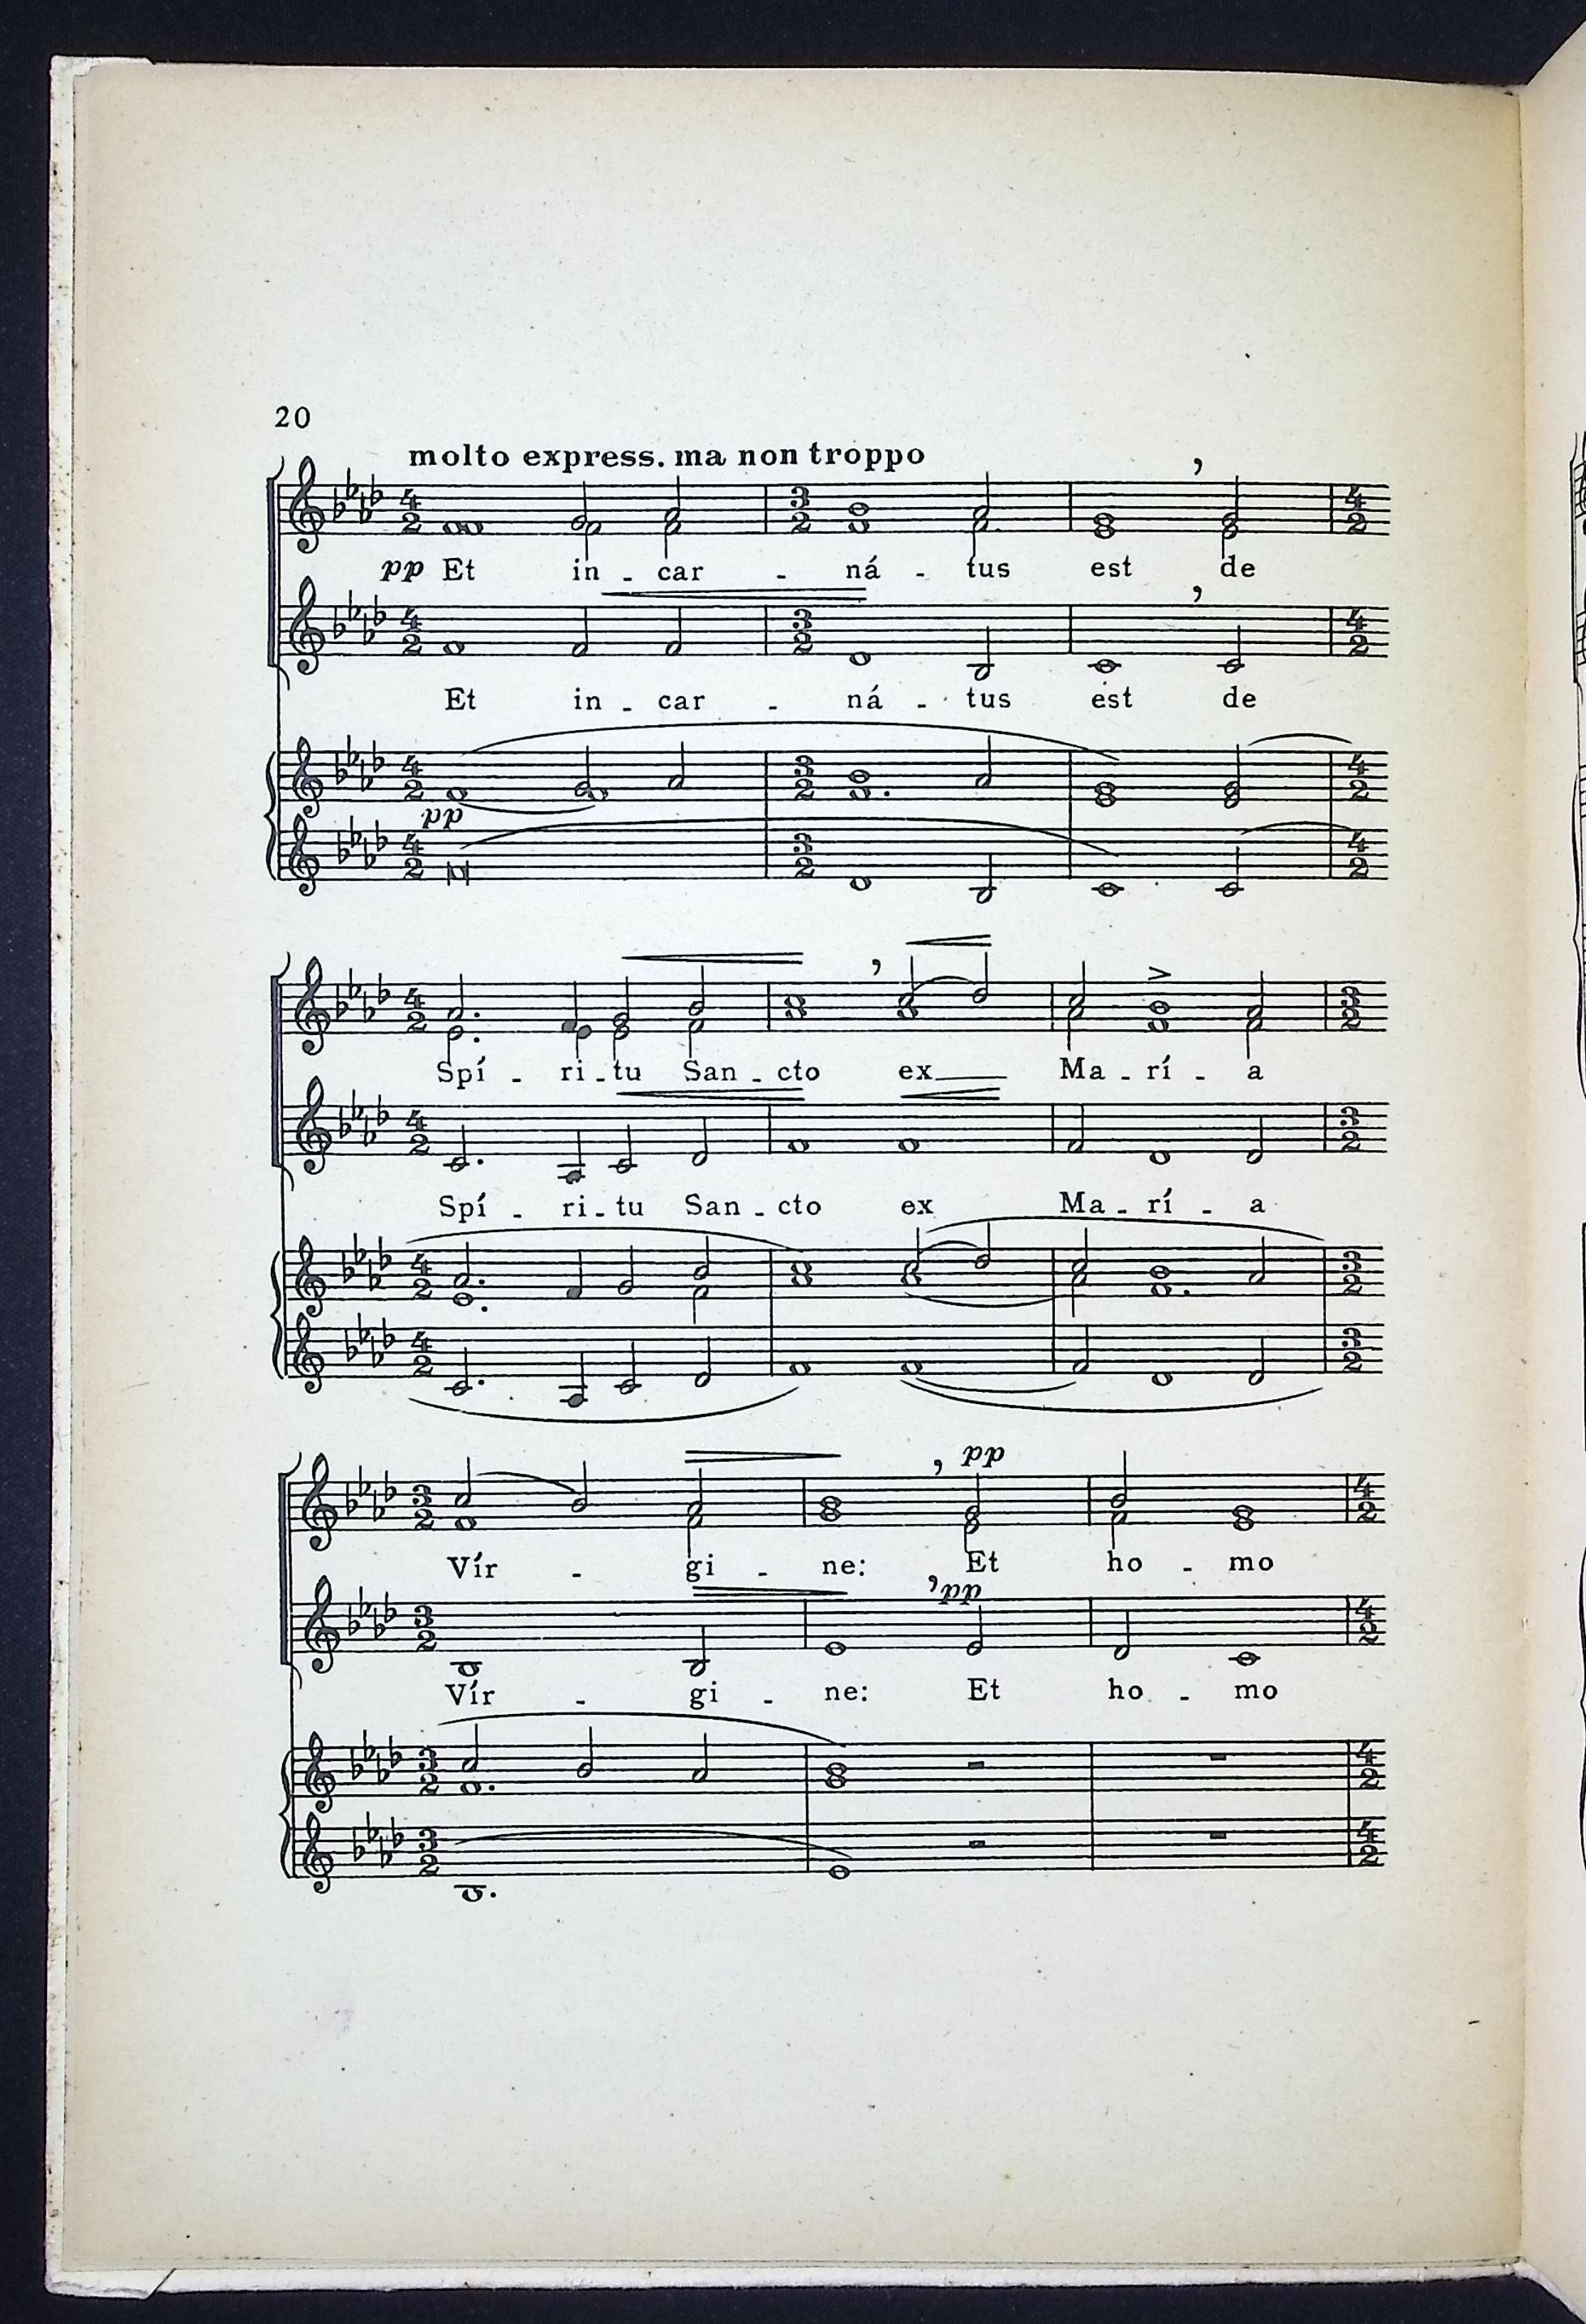 20
molto express. ma non troppo
pp Et in - car - ná - tus est de
Et in - car - ná - tus est de
pp
Spí - ri - tu San - cto ex Ma - rí - a
Spí - ri - tu San - cto ex Ma - rí - a
pp
Vír - gi - ne: Et ho - mo
pp
Vír - gi - ne: Et ho - mo